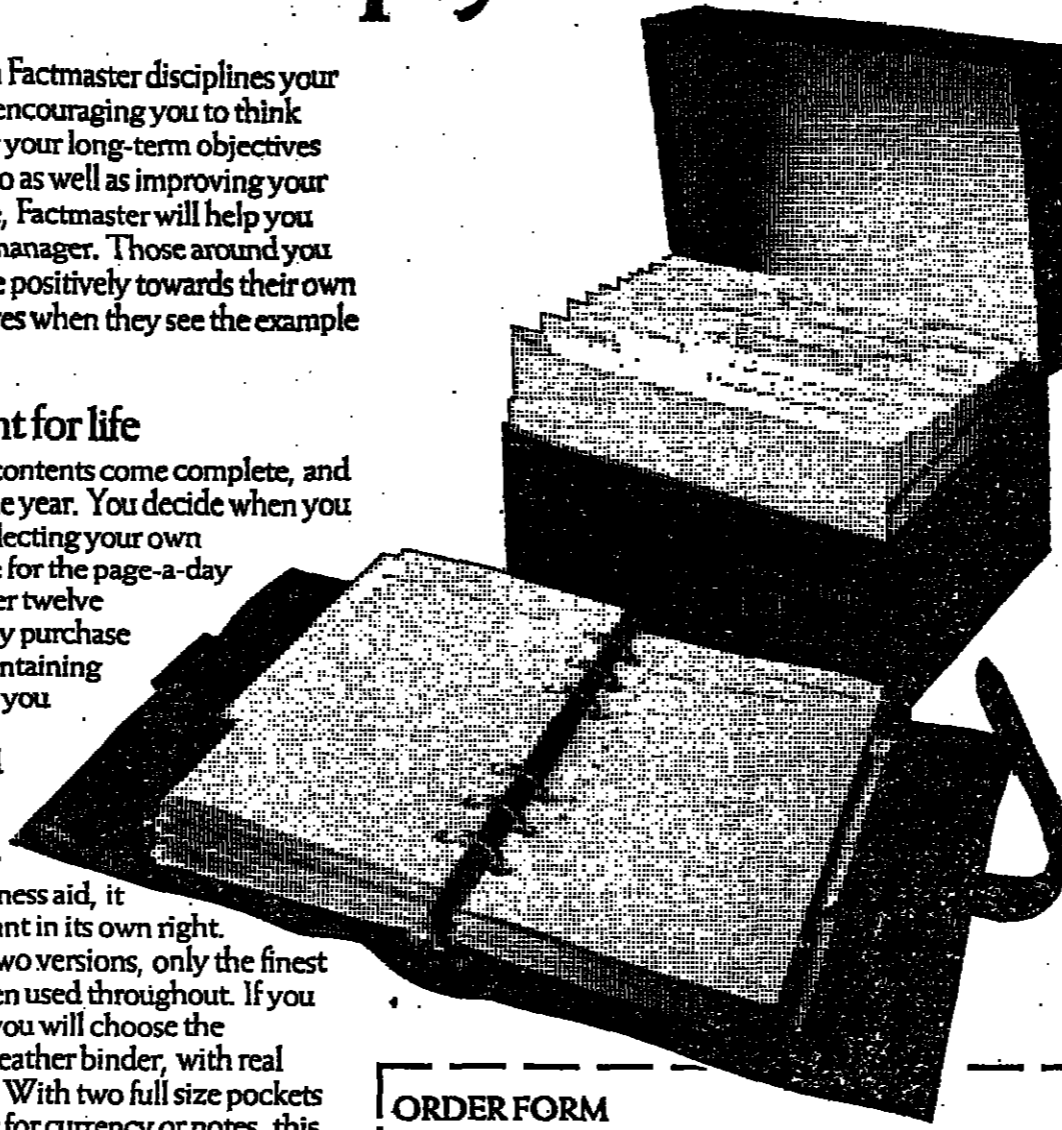 Factmaster disciplines your
encouraging you to think
your long-term objectives
o as well as improving your
, Factmaster will help you
manager. Those around you
e positively towards their own
es when they see the example
nt for life
contents come complete, and
e year. You decide when you
lecting your own
for the page-a-day
er twelve
y purchase
ntaining
you
ness aid, it
ant in its own right.
wo versions, only the finest
en used throughout. If you
you will choose the
eather binder, with real
With two full size pockets
for currency or notes, this
ORDER FORM